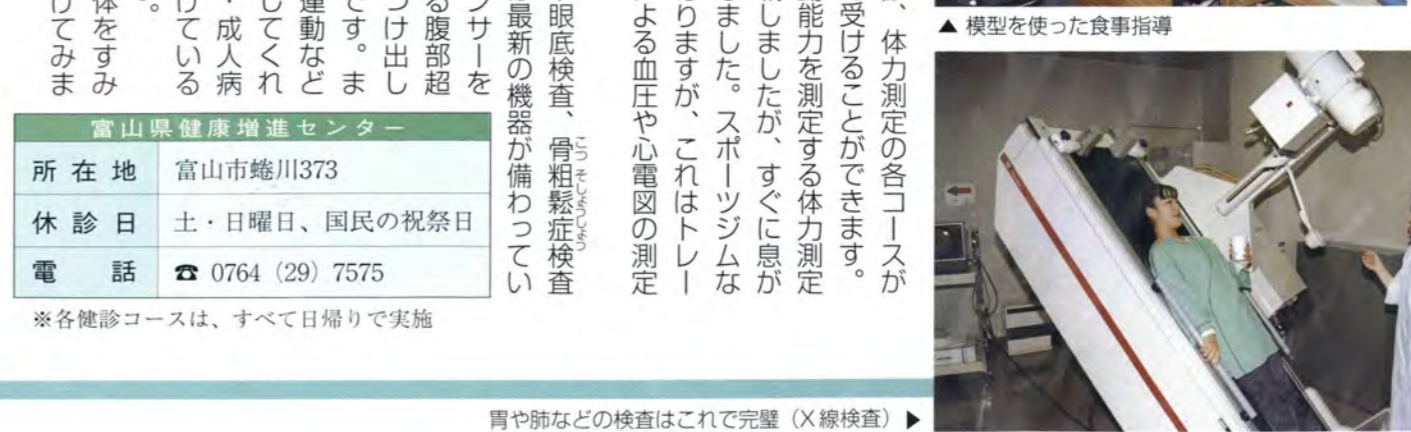 ▲ 模型を使った食事指導
、体力測定の各コースが
受けることができます。
能力を測定する体力測定
しましたが、すぐに息が
ました。スポーツジムな
りますが、これはトレー
よる血圧や心電図の測定
眼底検査、骨粗鬆症検査
こつ そしょうしょう
最新の機器が備わってい
ンサーを
る腹部超
つけ出し
です。ま
運動など
してくれ
・成人病
けている
。
体をすみ
けてみま
富山県健康増進センター
所在地 富山市蜷川373
休診日 土・日曜日、国民の祝祭日
電話 ☎ 0764（29）7575
※各健診コースは、すべて日帰りで実施
胃や肺などの検査はこれで完璧（X線検査）▶